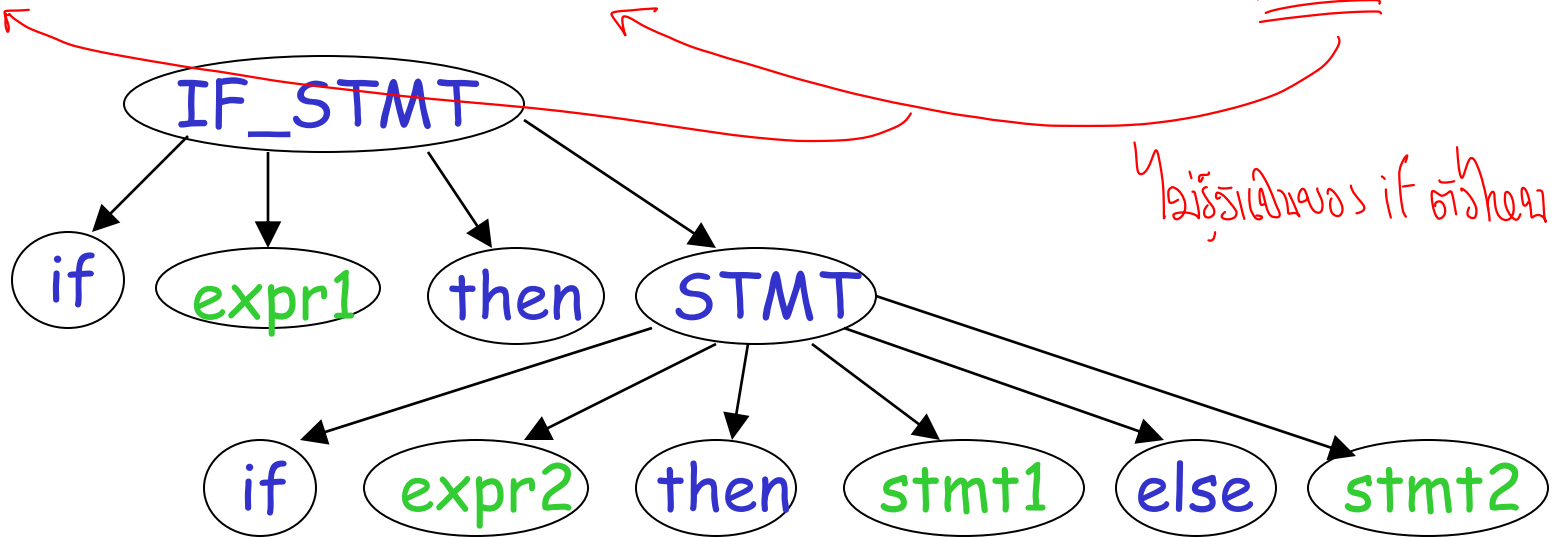 IF_STMT
ไม่รู้ว่าเป็นของ if ตัวไหน
if expr1 then STMT
if expr2 then stmt1 else stmt2